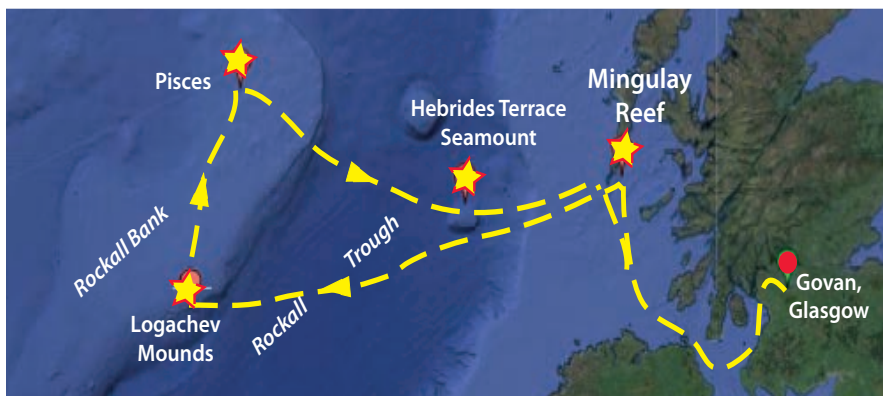 Pisces
Hebrides Terrace
Seamount
Mingulay
Reef
Rockall Bank
Trough
Rockall
Logachev
Mounds
Govan,
Glasgow